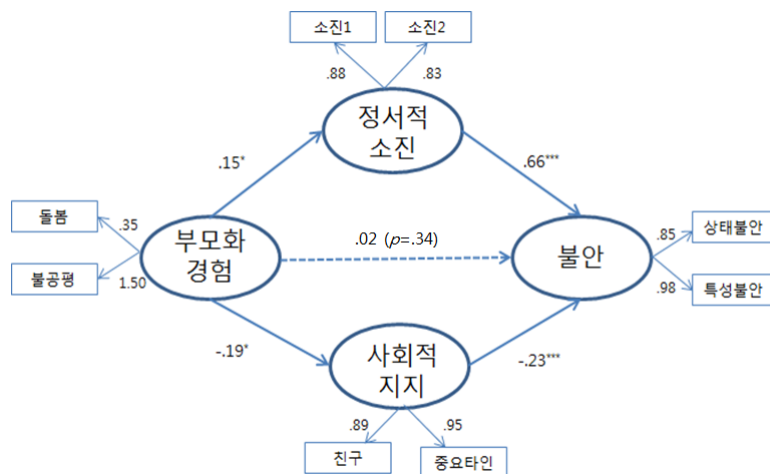 소진1
소진2
.88
.83
정서적
소진
.15*
.66***
돌봄
.35
부모화
경험
.02 (p=.34)
불안
.85
상태불안
불공평
1.50
.98
특성불안
-.19*
사회적
지지
-.23***
.89
.95
친구
중요타인